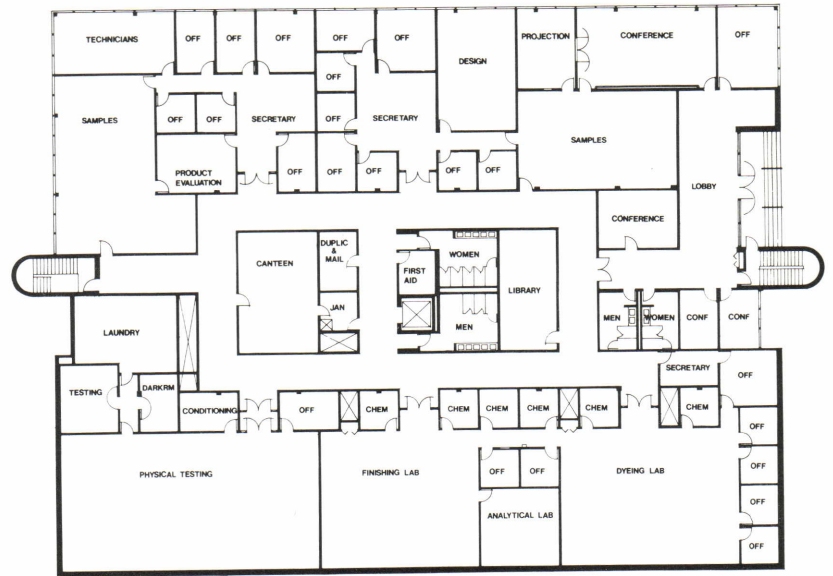 TECHNICIANS
OFF
OFF
OFF
OFF
OFF
DESIGN
PROJECTION
CONFERENCE
OFF
OFF
SAMPLES
OFF
OFF
SECRETARY
OFF
SECRETARY
SAMPLES
PRODUCT
EVALUATION
OFF
OFF
OFF
OFF
OFF
LOBBY
CONFERENCE
CANTEEN
DUPLIC
&
MAIL
FIRST
AID
WOMEN
LIBRARY
JAN
MEN
MEN
WOMEN
CONF
CONF
LAUNDRY
SECRETARY
OFF
TESTING
DARKRM
CONDITIONING
OFF
CHEM
CHEM
CHEM
CHEM
CHEM
CHEM
OFF
PHYSICAL TESTING
FINISHING LAB
OFF
OFF
DYEING LAB
OFF
OFF
ANALYTICAL LAB
OFF